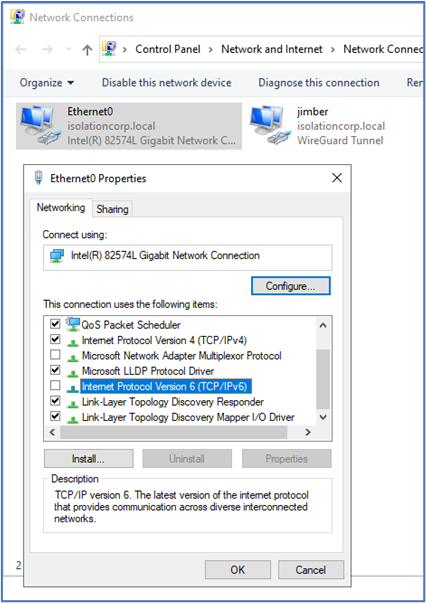 Network Connections
Control Panel > Network and Internet > Network Connec
Organize Disable this network device Diagnose this connection Rer
Ethernet0
isolationcorp.local
Intel(R) 82574L Gigabit Network C...
jimber
isolationcorp.local
WireGuard Tunnel
Ethernet0 Properties
Networking Sharing
Connect using:
Intel(R) 82574L Gigabit Network Connection
Configure...
This connection uses the following items:
QoS Packet Scheduler
Internet Protocol Version 4 (TCP/IPv4)
Microsoft Network Adapter Multiplexor Protocol
Microsoft LLDP Protocol Driver
Internet Protocol Version 6 (TCP/IPv6)
Link-Layer Topology Discovery Responder
Link-Layer Topology Discovery Mapper I/O Driver
Install... Uninstall Properties
Description
TCP/IP version 6. The latest version of the internet protocol
that provides communication across diverse interconnected
networks.
2
OK Cancel